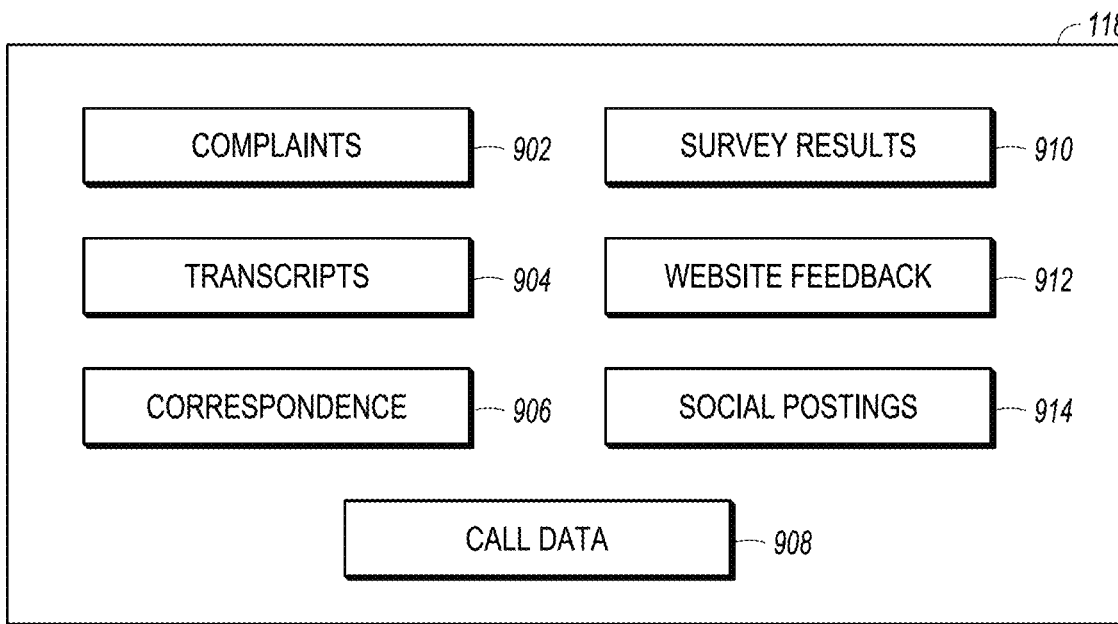 118
COMPLAINTS 902
SURVEY RESULTS 910
TRANSCRIPTS 904
WEBSITE FEEDBACK 912
CORRESPONDENCE 906
SOCIAL POSTINGS 914
CALL DATA 908